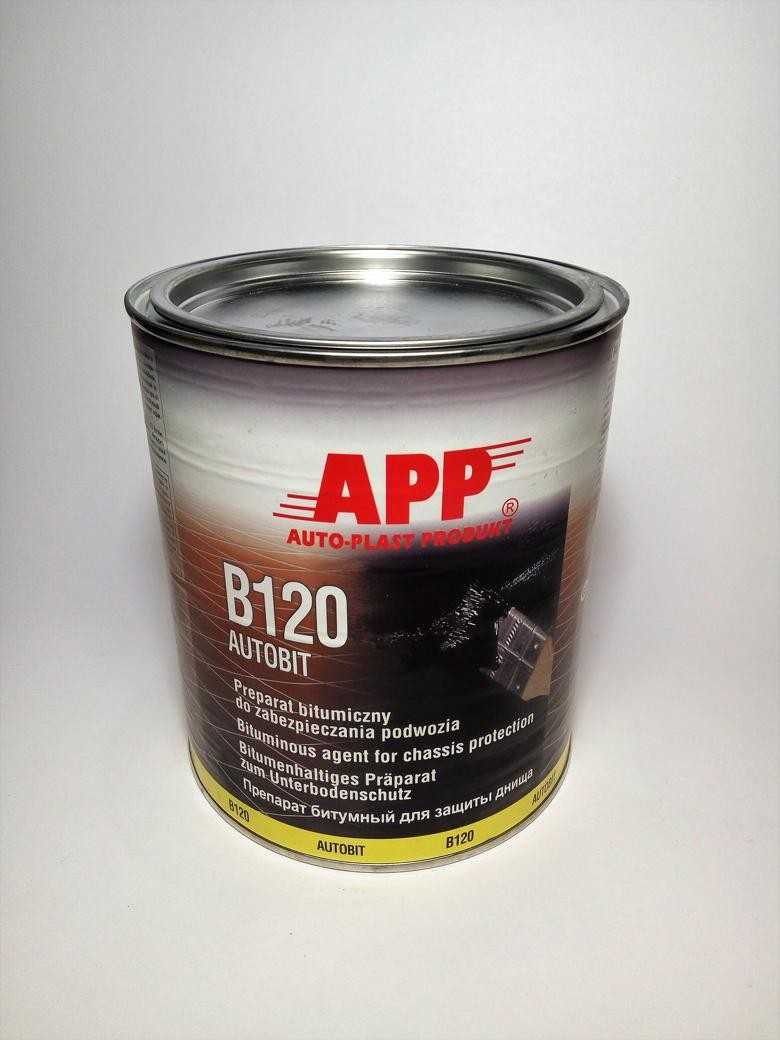 APP
®
AUTO-PLAST PRODUKT
B120
AUTOBIT
Preparat bitumiczny
do zabezpieczania podwozia
Bituminous agent for chassis protection
Bitumenhaltiges Präparat
zum Unterbodenschutz
Препарат битумный для защиты днища
B120
AUTOBIT
B120
AUTOBIT